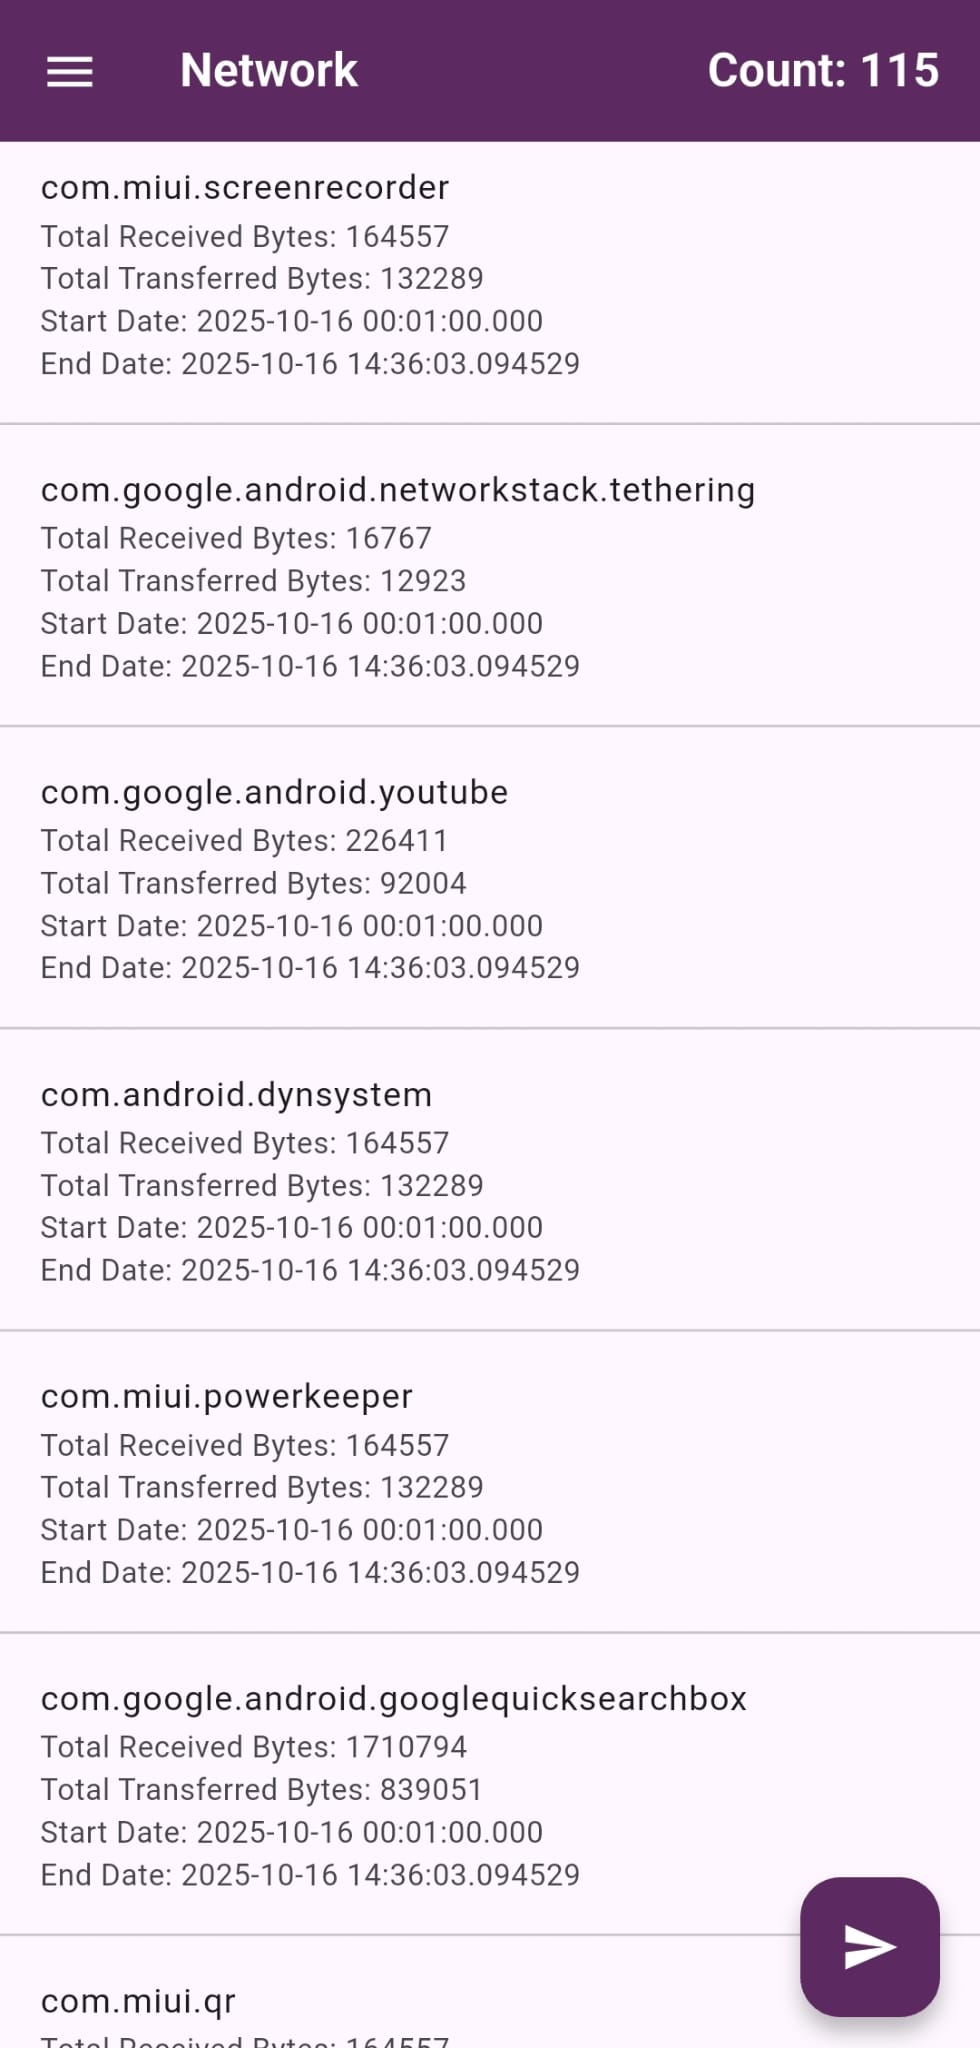 Network
Count: 115
com.miui.screenrecorder
Total Received Bytes: 164557
Total Transferred Bytes: 132289
Start Date: 2025-10-16 00:01:00.000
End Date: 2025-10-16 14:36:03.094529
com.google.android.networkstack.tethering
Total Received Bytes: 16767
Total Transferred Bytes: 12923
Start Date: 2025-10-16 00:01:00.000
End Date: 2025-10-16 14:36:03.094529
com.google.android.youtube
Total Received Bytes: 226411
Total Transferred Bytes: 92004
Start Date: 2025-10-16 00:01:00.000
End Date: 2025-10-16 14:36:03.094529
com.android.dynsystem
Total Received Bytes: 164557
Total Transferred Bytes: 132289
Start Date: 2025-10-16 00:01:00.000
End Date: 2025-10-16 14:36:03.094529
com.miui.powerkeeper
Total Received Bytes: 164557
Total Transferred Bytes: 132289
Start Date: 2025-10-16 00:01:00.000
End Date: 2025-10-16 14:36:03.094529
com.google.android.googlequicksearchbox
Total Received Bytes: 1710794
Total Transferred Bytes: 839051
Start Date: 2025-10-16 00:01:00.000
End Date: 2025-10-16 14:36:03.094529
com.miui.qr
Total Received Bytes: 164557